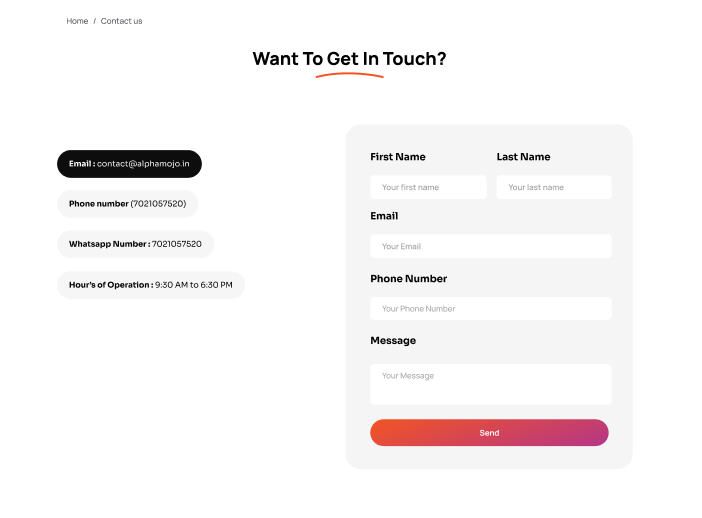 Home / Contact us
Want To Get In Touch?
Email : contact@alphamojo.in
Phone number (7021057520)
Whatsapp Number : 7021057520
Hour's of Operation : 9:30 AM to 6:30 PM
First Name Last Name
Your first name Your last name
Email
Your Email
Phone Number
Your Phone Number
Message
Your Message
Send